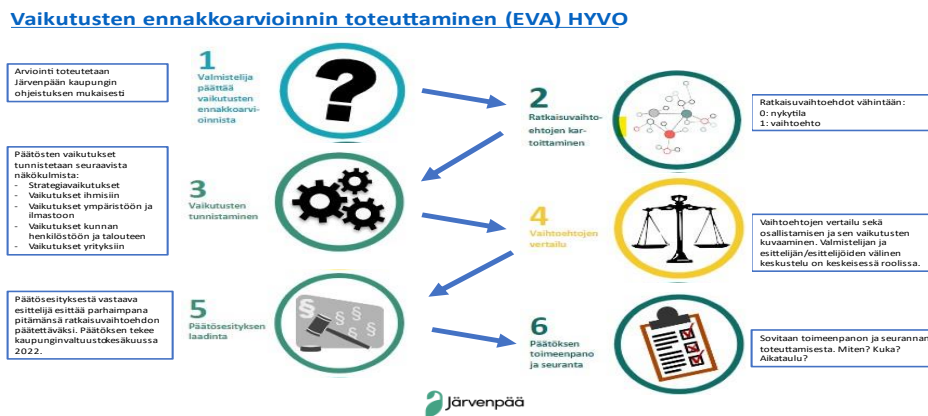 Vaikutusten ennakkoarvioinnin toteuttaminen (EVA) HYVO
Arviointi toteutetaan
Järvenpään kaupungin
ohjeistuksen mukaisesti
1
Valmistelija
päättää
vaikutusten
ennakkoarvi-
oinnista
2
Ratkaisuvaihto-
ehtojen kar-
toittaminen
Ratkaisuvaihtoehdot vähintään:
0: nykytila
1: vaihtoehto
Päätösten vaikutukset
tunnistetaan seuraavista
näkökulmista:
- Strategiavaikutukset
- Vaikutukset ihmisiin
- Vaikutukset ympäristöön ja
ilmastoon
- Vaikutukset kunnan
henkilöstöön ja talouteen
- Vaikutukset yrityksiin
3
Vaikutusten
tunnistaminen
4
Vaihtoehtojen
vertailu
Vaihtoehtojen vertailu sekä
osallistamisen ja sen vaikutusten
kuvaaminen. Valmistelijan ja
esittelijän/esittelijöiden välinen
keskustelu on keskeisessä roolissa.
Päätösesityksestä vastaava
esittelijä esittää parhaimpana
pitämänsä ratkaisuvaihtoehdon
päätettäväksi. Päätöksen tekee
kaupunginvaltuusto kesäkuussa
2022.
5
Päätösesityksen
laadinta
§ § § §
6
Päätöksen
toimeenpano
ja seuranta
Sovitaan toimeenpanon ja seurannan
toteuttamisesta. Miten? Kuka?
Aikataulu?
Järvenpää